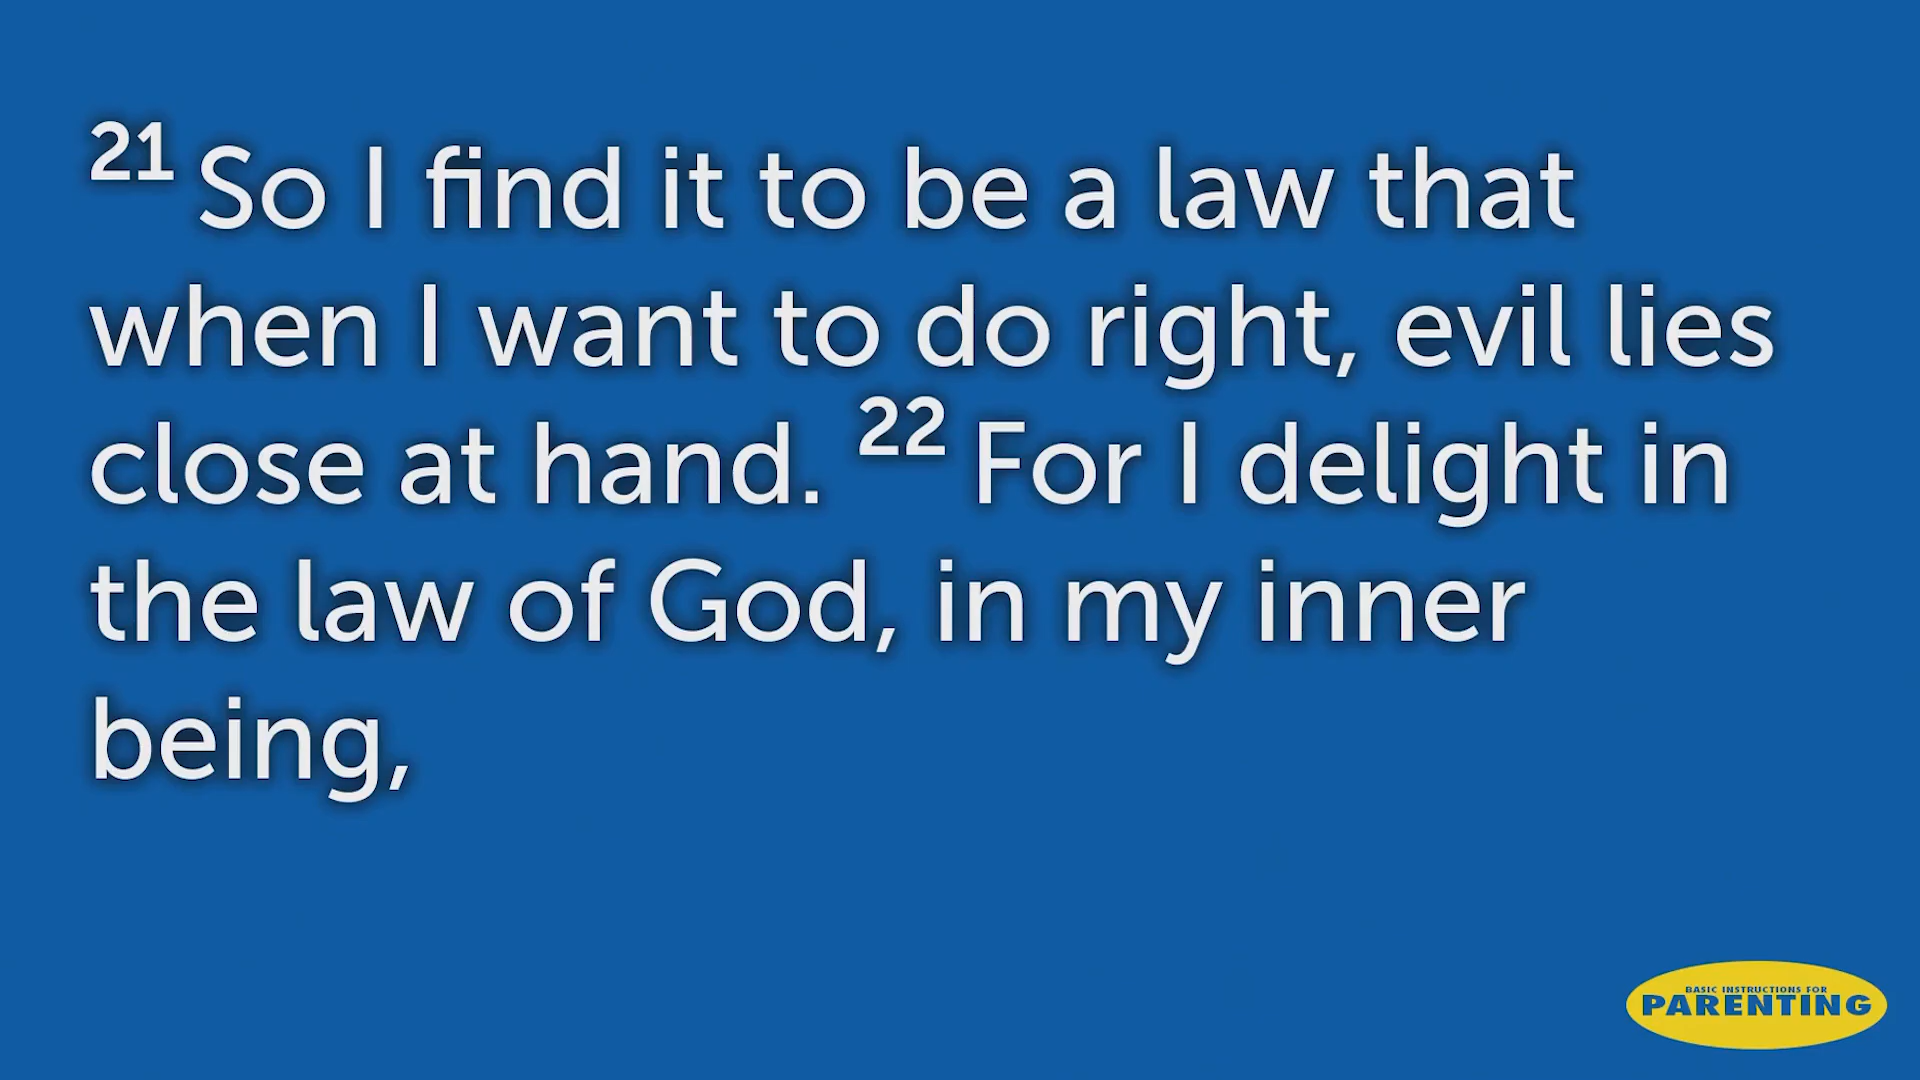 21 So I find it to be a law that
when I want to do right, evil lies
close at hand. 22 For I delight in
the law of God, in my inner
being,
BASIC INSTRUCTIONS FOR
PARENTING